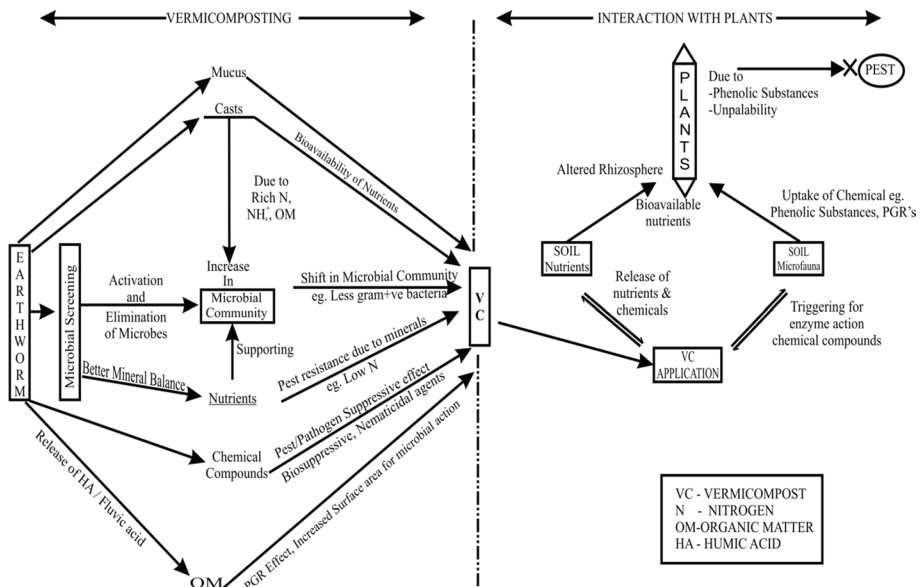 VERMICOMPOSTING
INTERACTION WITH PLANTS
Mucus
Casts
Bioavailability of Nutrients
Due to
Rich N,
NH₄⁺, OM
EARTHWORM
Microbial Screening
Activation
and
Elimination
of Microbes
Increase
In
Microbial
Community
Shift in Microbial Community
eg. Less gram+ve bacteria
Supporting
Better Mineral Balance
Nutrients
Pest resistance due to minerals
eg. Low N
Chemical
Compounds
Pest/Pathogen Suppressive effect
Biosuppressive, Nematicidal agents
Release of HA / Fluvic acid
OM
PGR Effect, Increased Surface area for microbial action
VC
PLANTS
Due to
-Phenolic Substances
-Unpalability
PEST
Altered Rhizosphere
Bioavailable
nutrients
Uptake of Chemical eg.
Phenolic Substances, PGR's
SOIL
Nutrients
SOIL
Microfauna
Release of
nutrients &
chemicals
Triggering for
enzyme action
chemical compounds
VC
APPLICATION
VC - VERMICOMPOST
N - NITROGEN
OM-ORGANIC MATTER
HA - HUMIC ACID